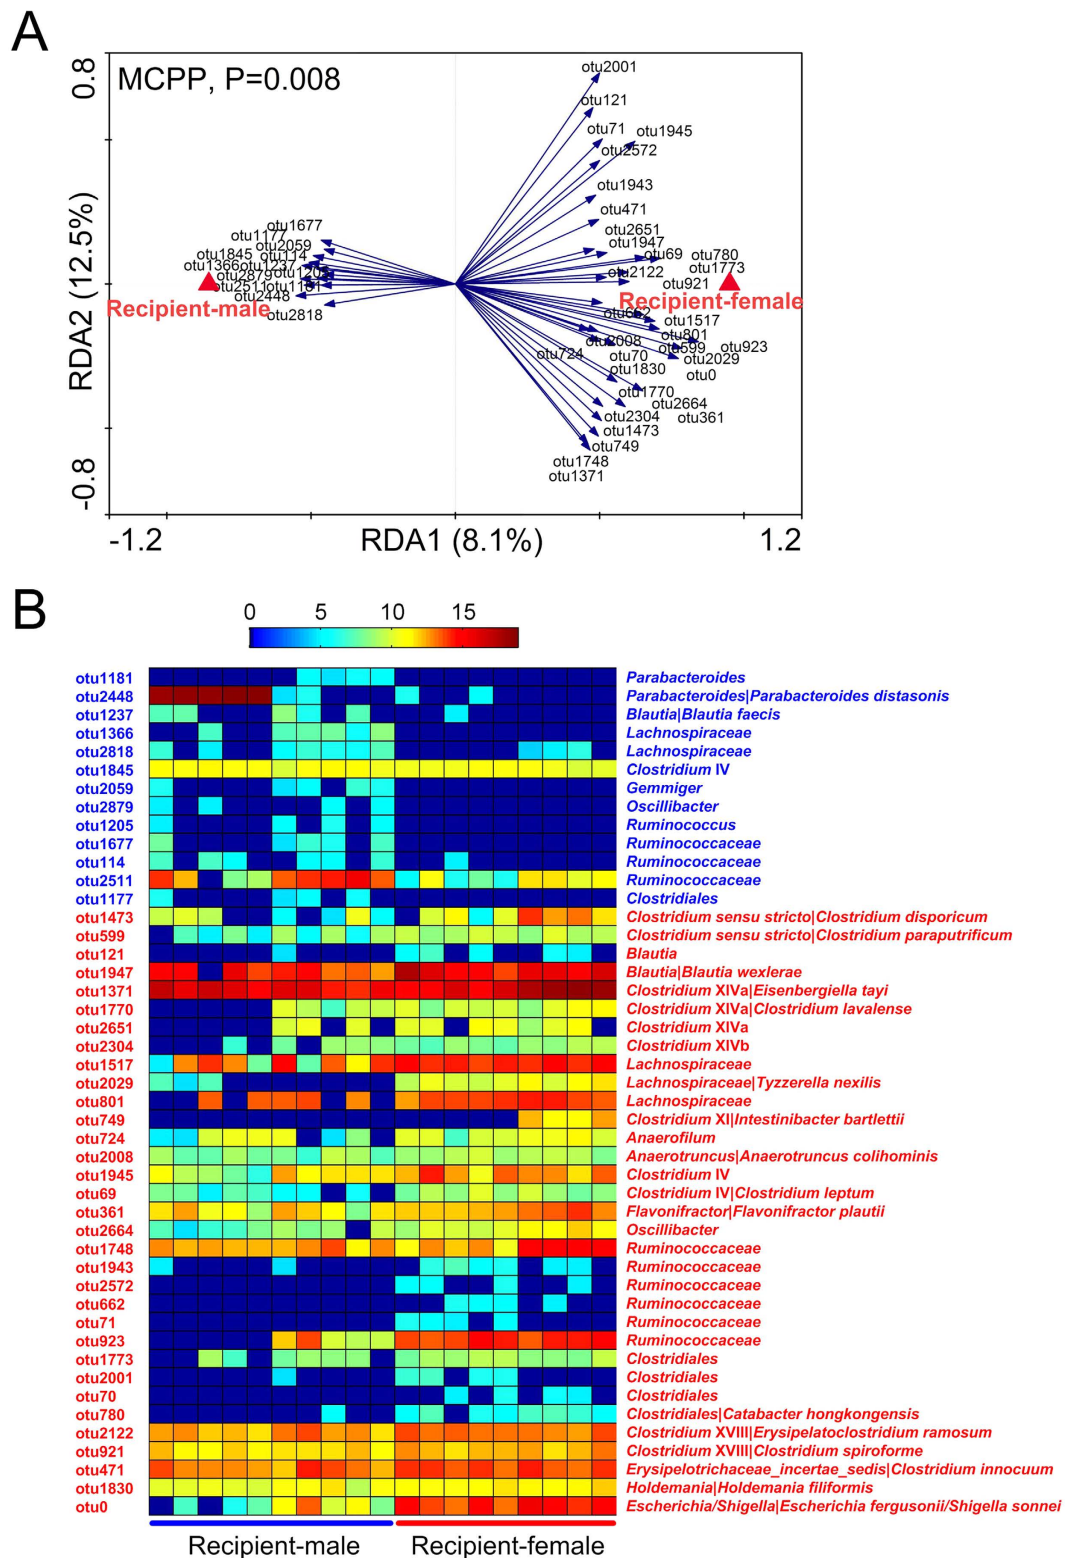 A
MCPP, P=0.008
0.8
-0.8
RDA2 (12.5%)
-1.2
RDA1 (8.1%)
1.2
otu2001
otu121
otu71
otu1945
otu2572
otu1943
otu471
otu2651
otu1947
otu69
otu780
otu1773
otu2122
otu921
Recipient-female
otu662
otu1517
otu801
otu2008
otu599
otu923
otu724
otu70
otu2029
otu1830
otu0
otu1770
otu2664
otu2304
otu361
otu1473
otu749
otu1748
otu1371
otu1677
otu1177
otu2059
otu1845
otu114
otu1366
otu1237
otu2879
otu1205
otu2511
otu1181
otu2448
Recipient-male
otu2818
B
0 5 10 15
otu1181 Parabacteroides
otu2448 Parabacteroides|Parabacteroides distasonis
otu1237 Blautia|Blautia faecis
otu1366 Lachnospiraceae
otu2818 Lachnospiraceae
otu1845 Clostridium IV
otu2059 Gemmiger
otu2879 Oscillibacter
otu1205 Ruminococcus
otu1677 Ruminococcaceae
otu114 Ruminococcaceae
otu2511 Ruminococcaceae
otu1177 Clostridiales
otu1473 Clostridium sensu stricto|Clostridium disporicum
otu599 Clostridium sensu stricto|Clostridium paraputrificum
otu121 Blautia
otu1947 Blautia|Blautia wexlerae
otu1371 Clostridium XIVa|Eisenbergiella tayi
otu1770 Clostridium XIVa|Clostridium lavalense
otu2651 Clostridium XIVa
otu2304 Clostridium XIVb
otu1517 Lachnospiraceae
otu2029 Lachnospiraceae|Tyzzerella nexilis
otu801 Lachnospiraceae
otu749 Clostridium XI|Intestinibacter bartlettii
otu724 Anaerofilum
otu2008 Anaerotruncus|Anaerotruncus colihominis
otu1945 Clostridium IV
otu69 Clostridium IV|Clostridium leptum
otu361 Flavonifractor|Flavonifractor plautii
otu2664 Oscillibacter
otu1748 Ruminococcaceae
otu1943 Ruminococcaceae
otu2572 Ruminococcaceae
otu662 Ruminococcaceae
otu71 Ruminococcaceae
otu923 Ruminococcaceae
otu1773 Clostridiales
otu2001 Clostridiales
otu70 Clostridiales
otu780 Clostridiales|Catabacter hongkongensis
otu2122 Clostridium XVIII|Erysipelatoclostridium ramosum
otu921 Clostridium XVIII|Clostridium spiroforme
otu471 Erysipelotrichaceae_incertae_sedis|Clostridium innocuum
otu1830 Holdemania|Holdemania filiformis
otu0 Escherichia/Shigella|Escherichia fergusonii/Shigella sonnei
Recipient-male Recipient-female